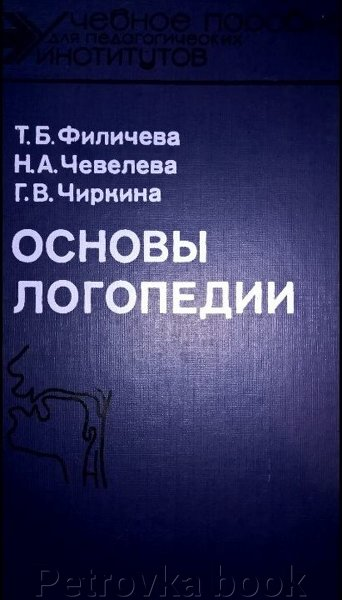 Учебное пособие
для педагогических
институтов
Т.Б.Филичева
Н.А.Чевелева
Г.В.Чиркина
ОСНОВЫ
ЛОГОПЕДИИ
Petrovka book